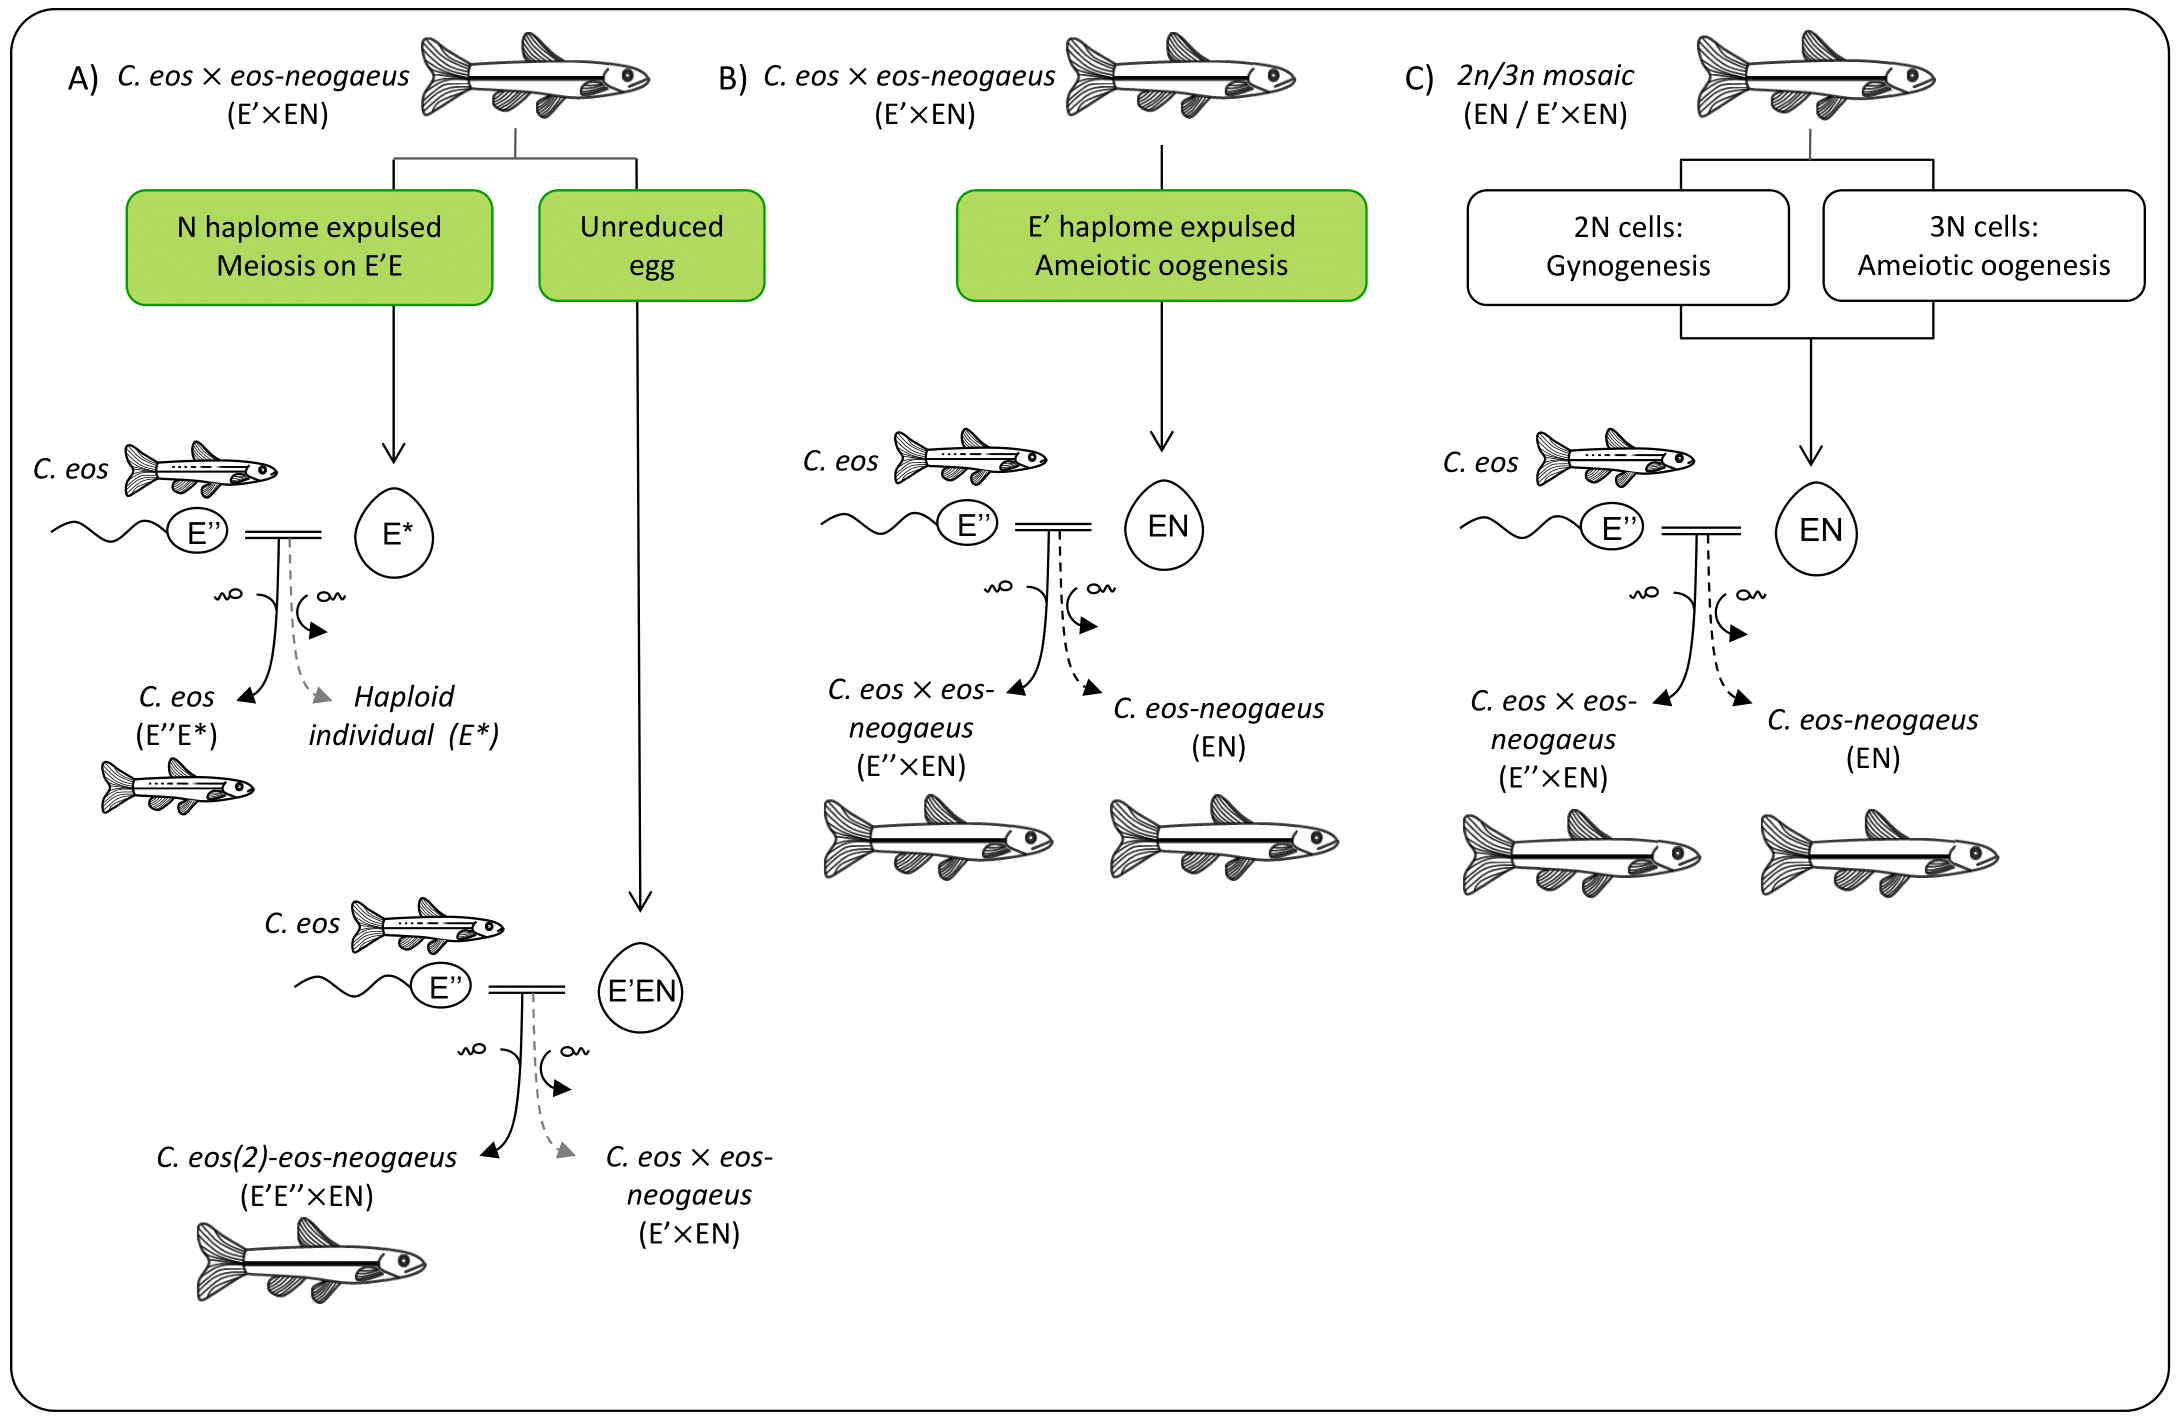 A) C. eos × eos-neogaeus
(E’×EN)
N haplome expulsed
Meiosis on E’E
Unreduced
egg
C. eos
E’’
E*
C. eos
(E’’E*)
Haploid
individual (E*)
C. eos
E’’
E’EN
C. eos(2)-eos-neogaeus
(E’E’’×EN)
C. eos × eos-
neogaeus
(E’×EN)
B) C. eos × eos-neogaeus
(E’×EN)
E’ haplome expulsed
Ameiotic oogenesis
C. eos
E’’
EN
C. eos × eos-
neogaeus
(E’’×EN)
C. eos-neogaeus
(EN)
C) 2n/3n mosaic
(EN / E’×EN)
2N cells:
Gynogenesis
3N cells:
Ameiotic oogenesis
C. eos
E’’
EN
C. eos × eos-
neogaeus
(E’’×EN)
C. eos-neogaeus
(EN)